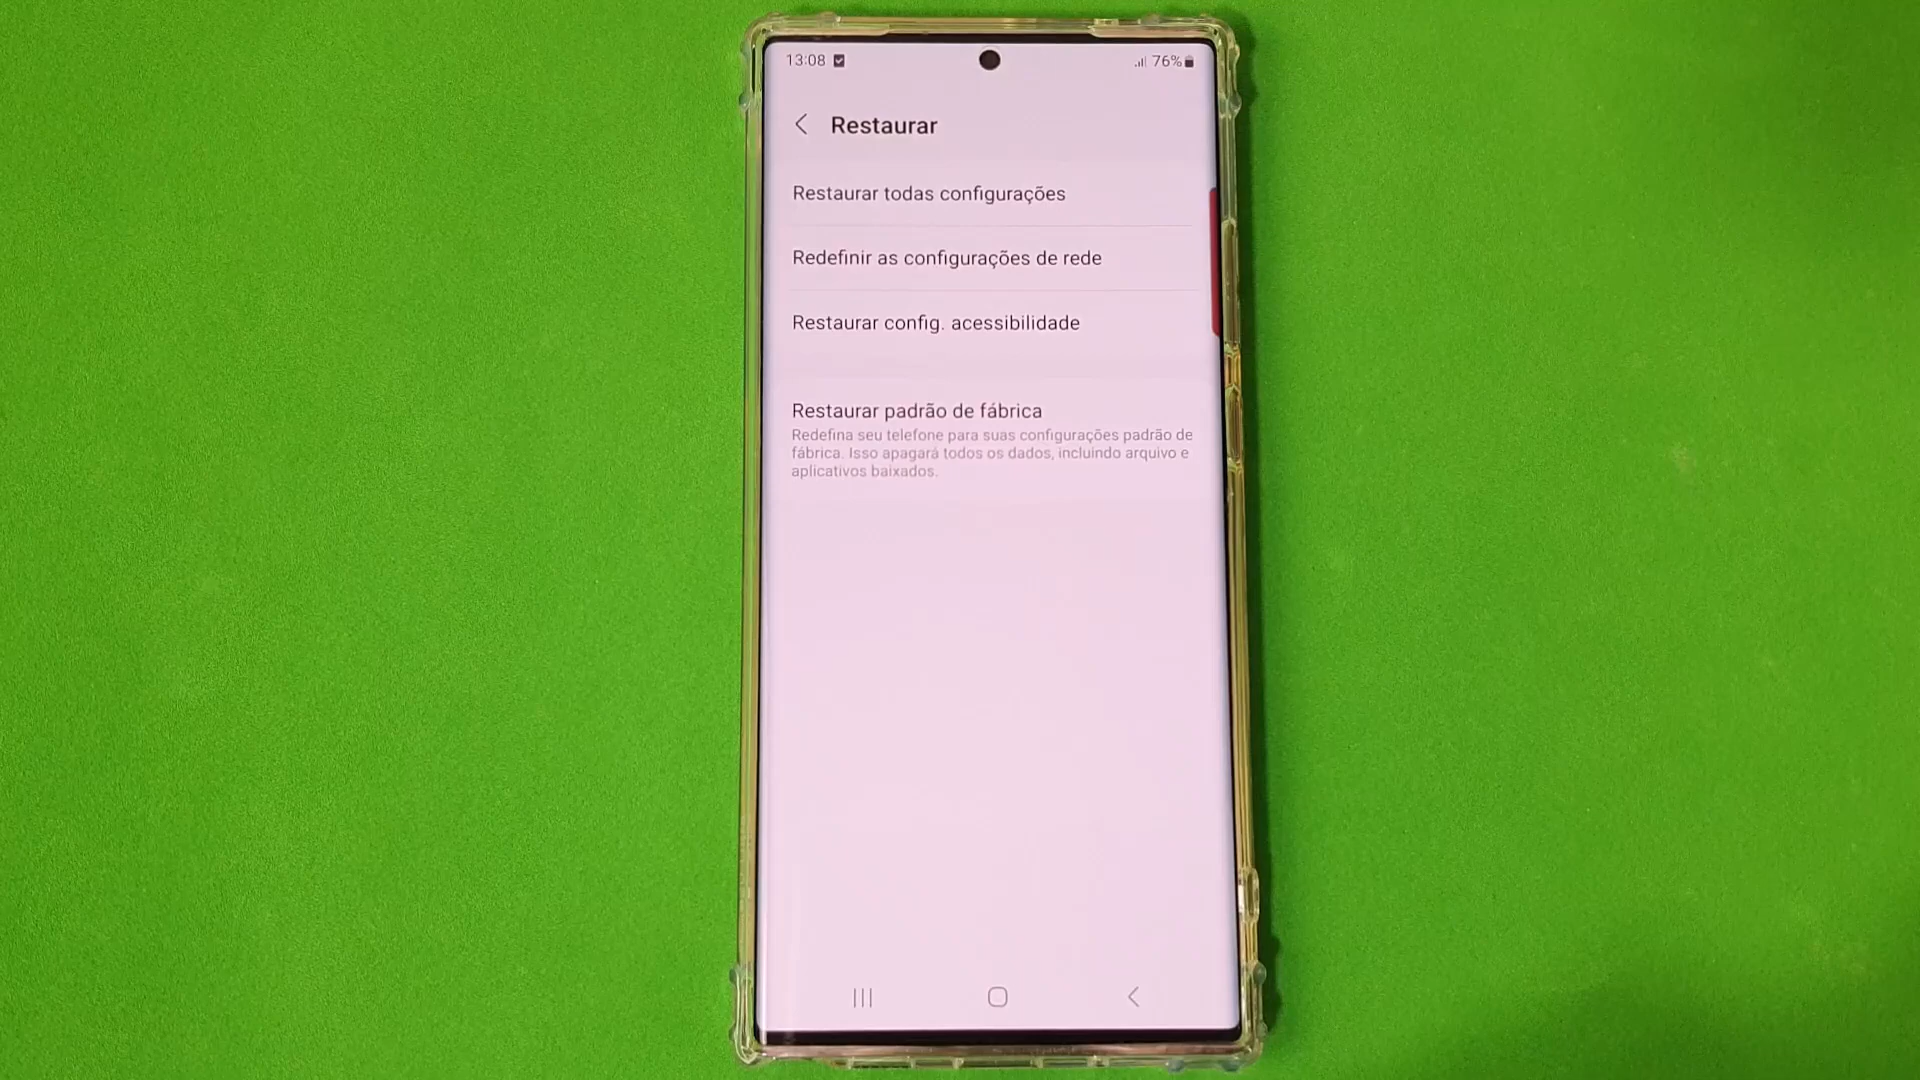 13:08
76%
Restaurar
Restaurar todas configurações
Redefinir as configurações de rede
Restaurar config. acessibilidade
Restaurar padrão de fábrica
Redefina seu telefone para suas configurações padrão de
fábrica. Isso apagará todos os dados, incluindo arquivo e
aplicativos baixados.